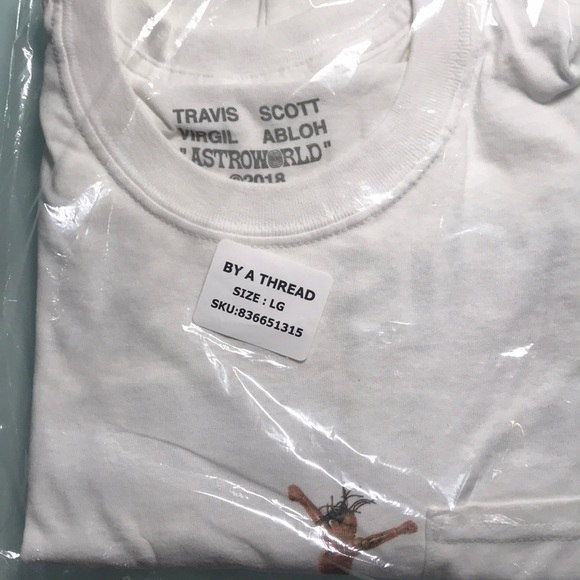 TRAVIS SCOTT
VIRGIL ABLOH
"ASTROWORLD"
©2018
BY A THREAD
SIZE : LG
SKU:836651315